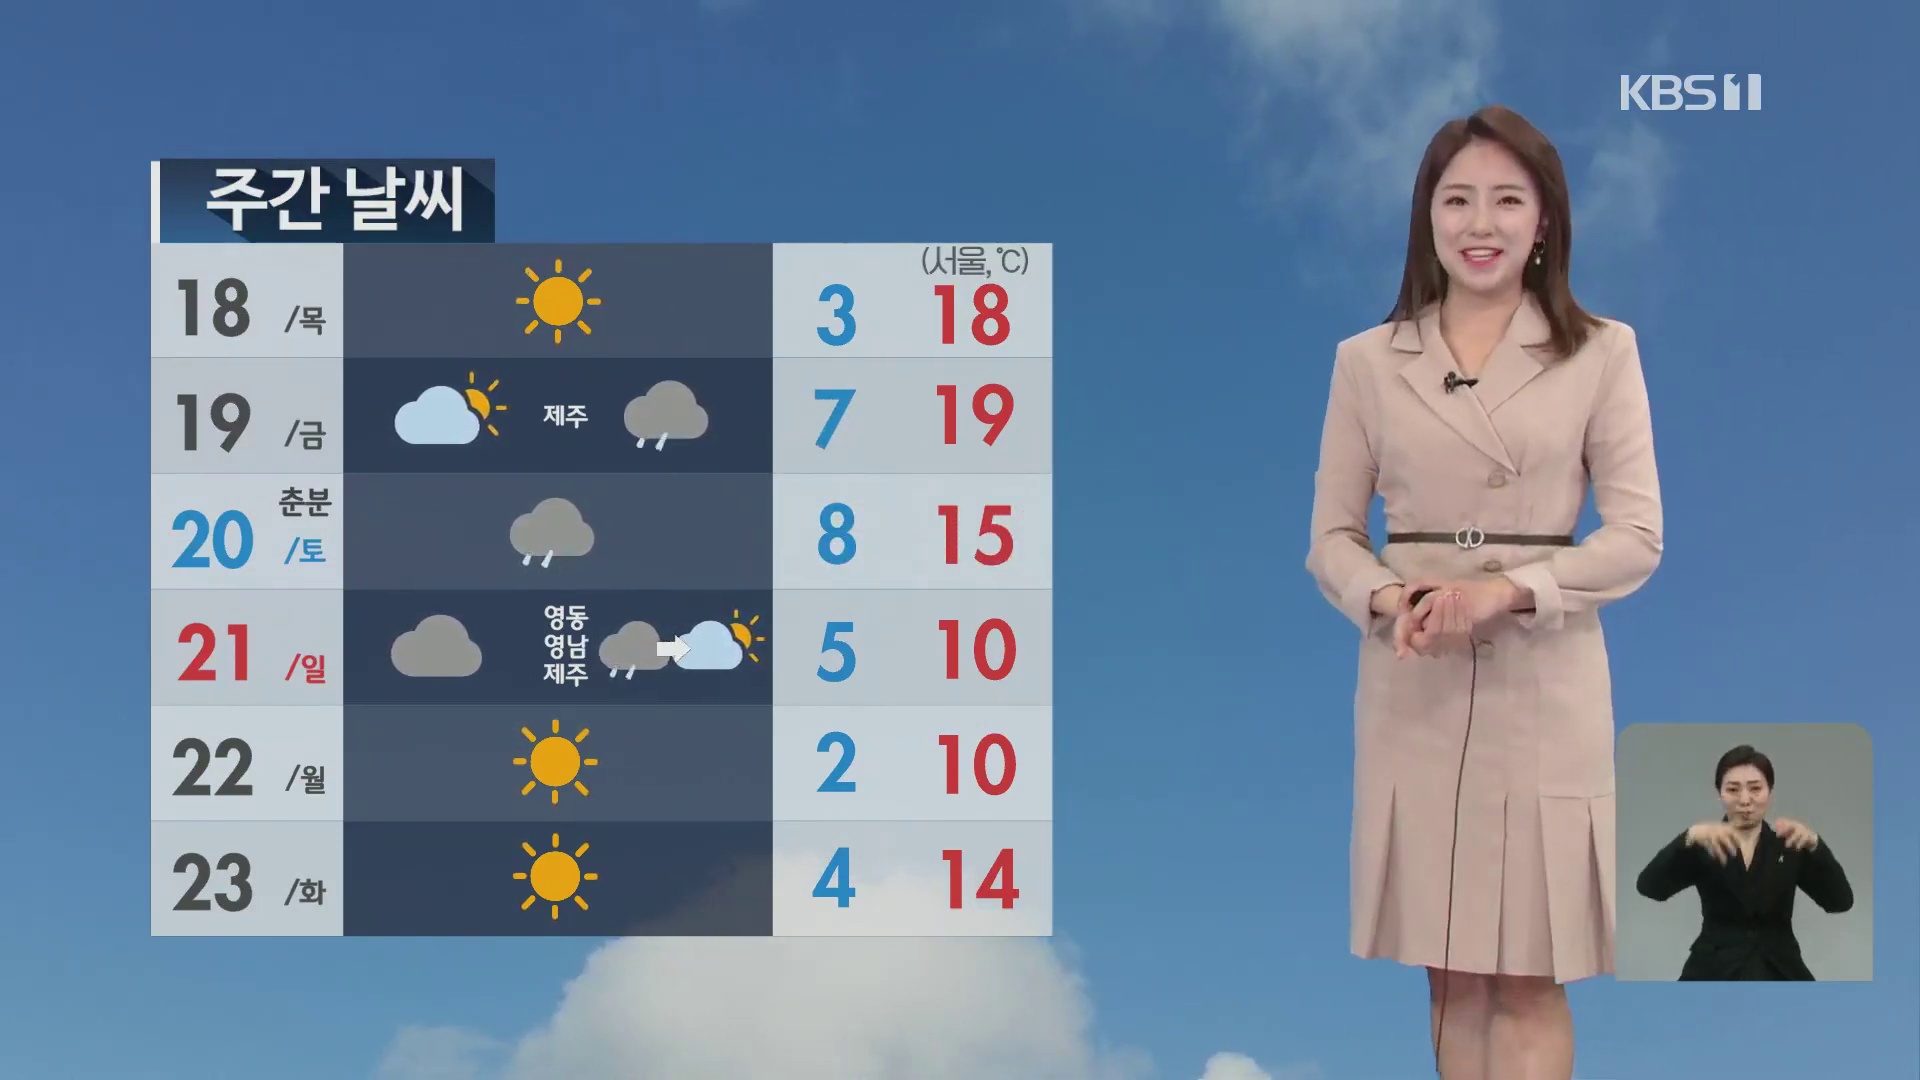 KBS 1
주간 날씨
(서울, ℃)
18 /목 3 18
19 /금 제주 7 19
20 춘분 /토 8 15
21 /일 영동 영남 제주 5 10
22 /월 2 10
23 /화 4 14